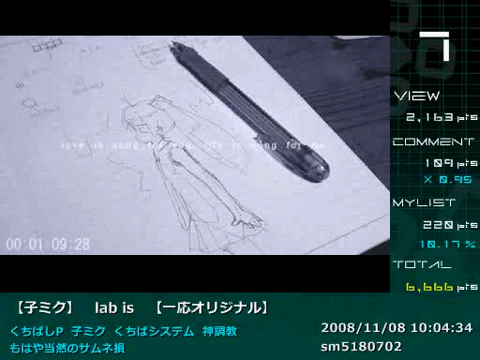 love is song for you, life is song for me
00:01:09:28
VIEW
2,163 pts
COMMENT
109 pts
× 0.95
MYLIST
220 pts
10.17 %
TOTAL
6,666 pts
【子ミク】 lab is 【一応オリジナル】
くちばしP 子ミク くちばシステム 神調教
もはや当然のサムネ損
2008/11/08 10:04:34
sm5180702